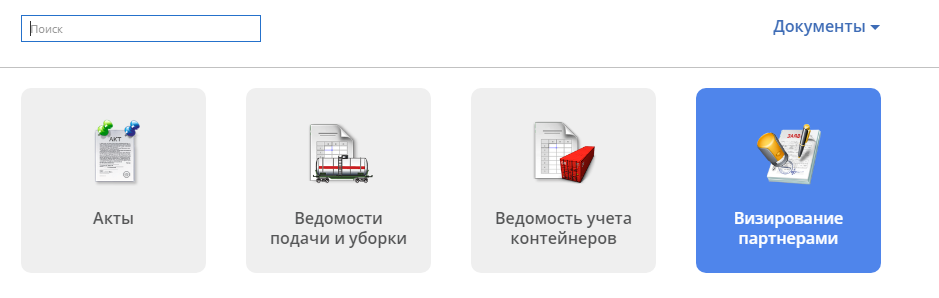 Поиск
Документы
АКТ
Акты
Ведомости
подачи и уборки
Ведомость учета
контейнеров
Визирование
партнерами